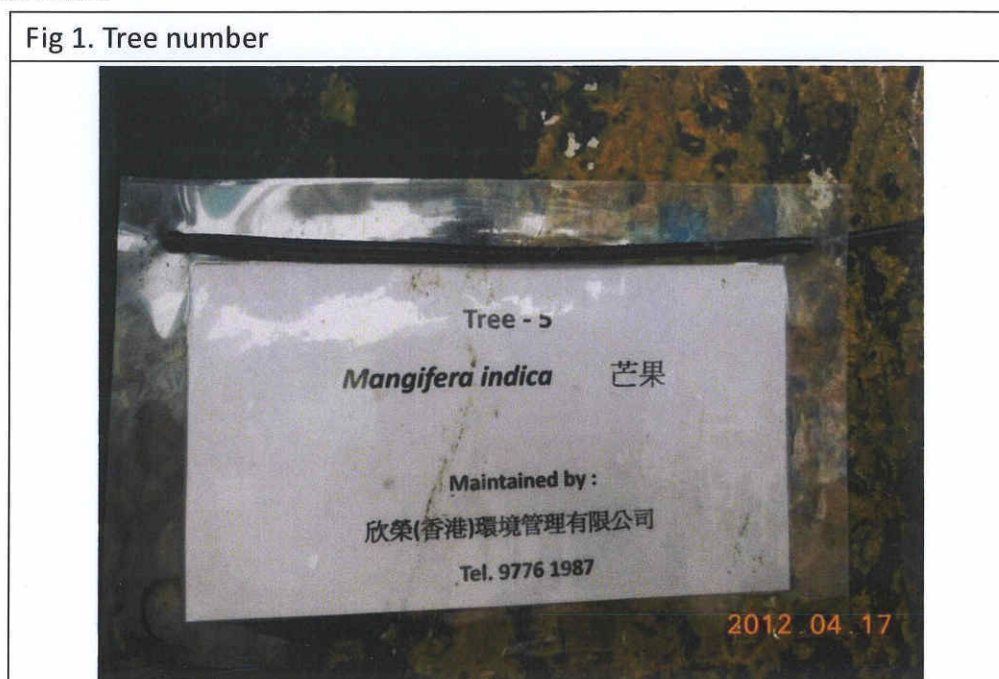 Fig 1. Tree number
Tree - 5
Mangifera indica 芒果
Maintained by :
欣榮(香港)環境管理有限公司
Tel. 9776 1987
2012 04 17